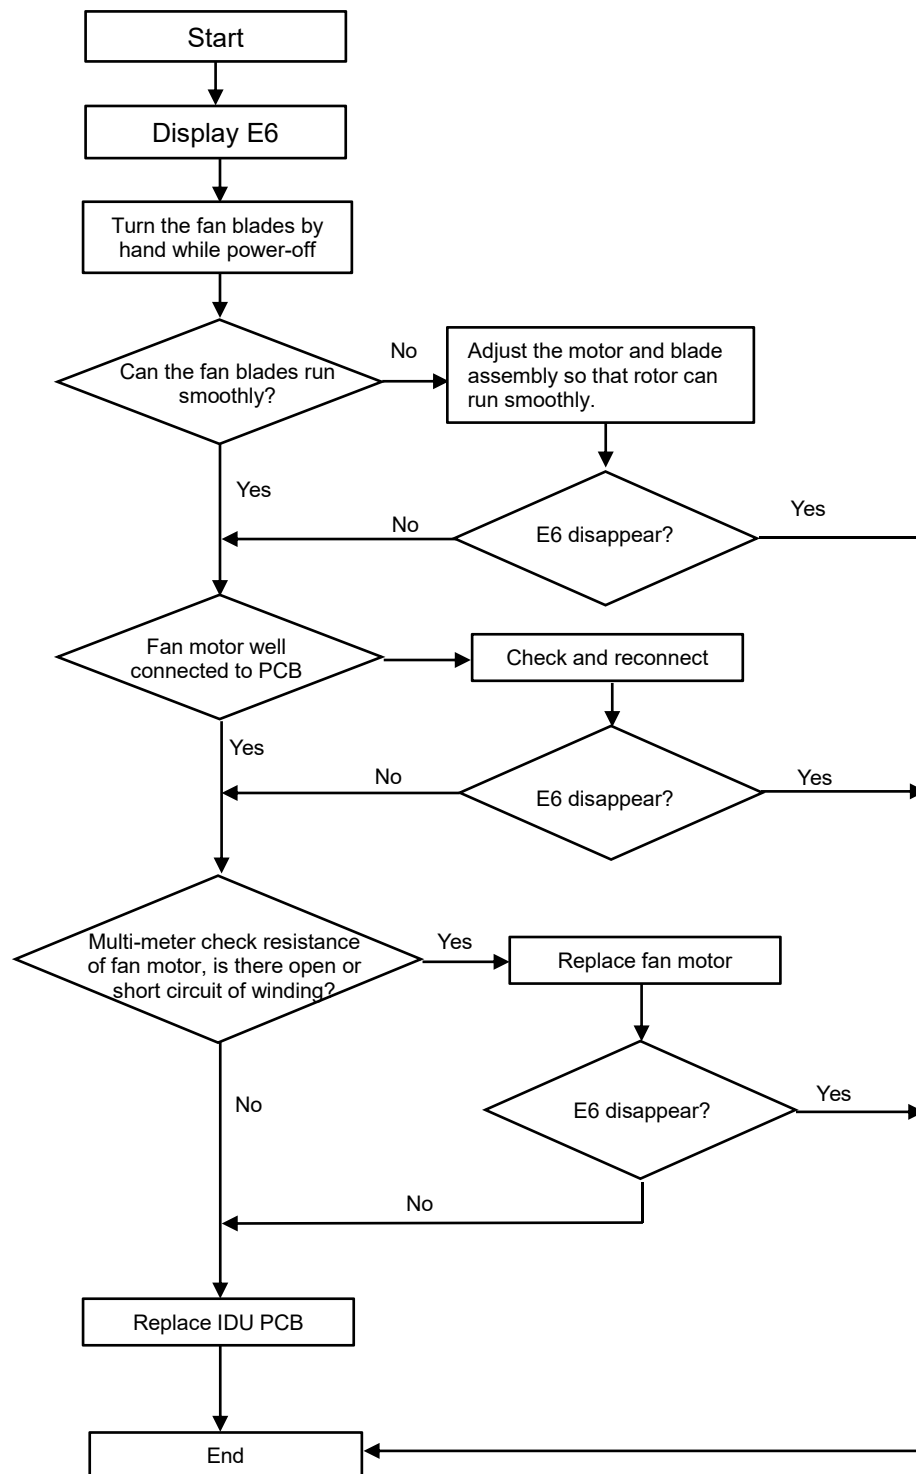 Start
Display E6
Turn the fan blades by
hand while power-off
Can the fan blades run
smoothly?
No
Adjust the motor and blade
assembly so that rotor can
run smoothly.
Yes
No
E6 disappear?
Yes
Fan motor well
connected to PCB
Check and reconnect
Yes
No
E6 disappear?
Yes
Multi-meter check resistance
of fan motor, is there open or
short circuit of winding?
Yes
Replace fan motor
No
E6 disappear?
Yes
No
Replace IDU PCB
End